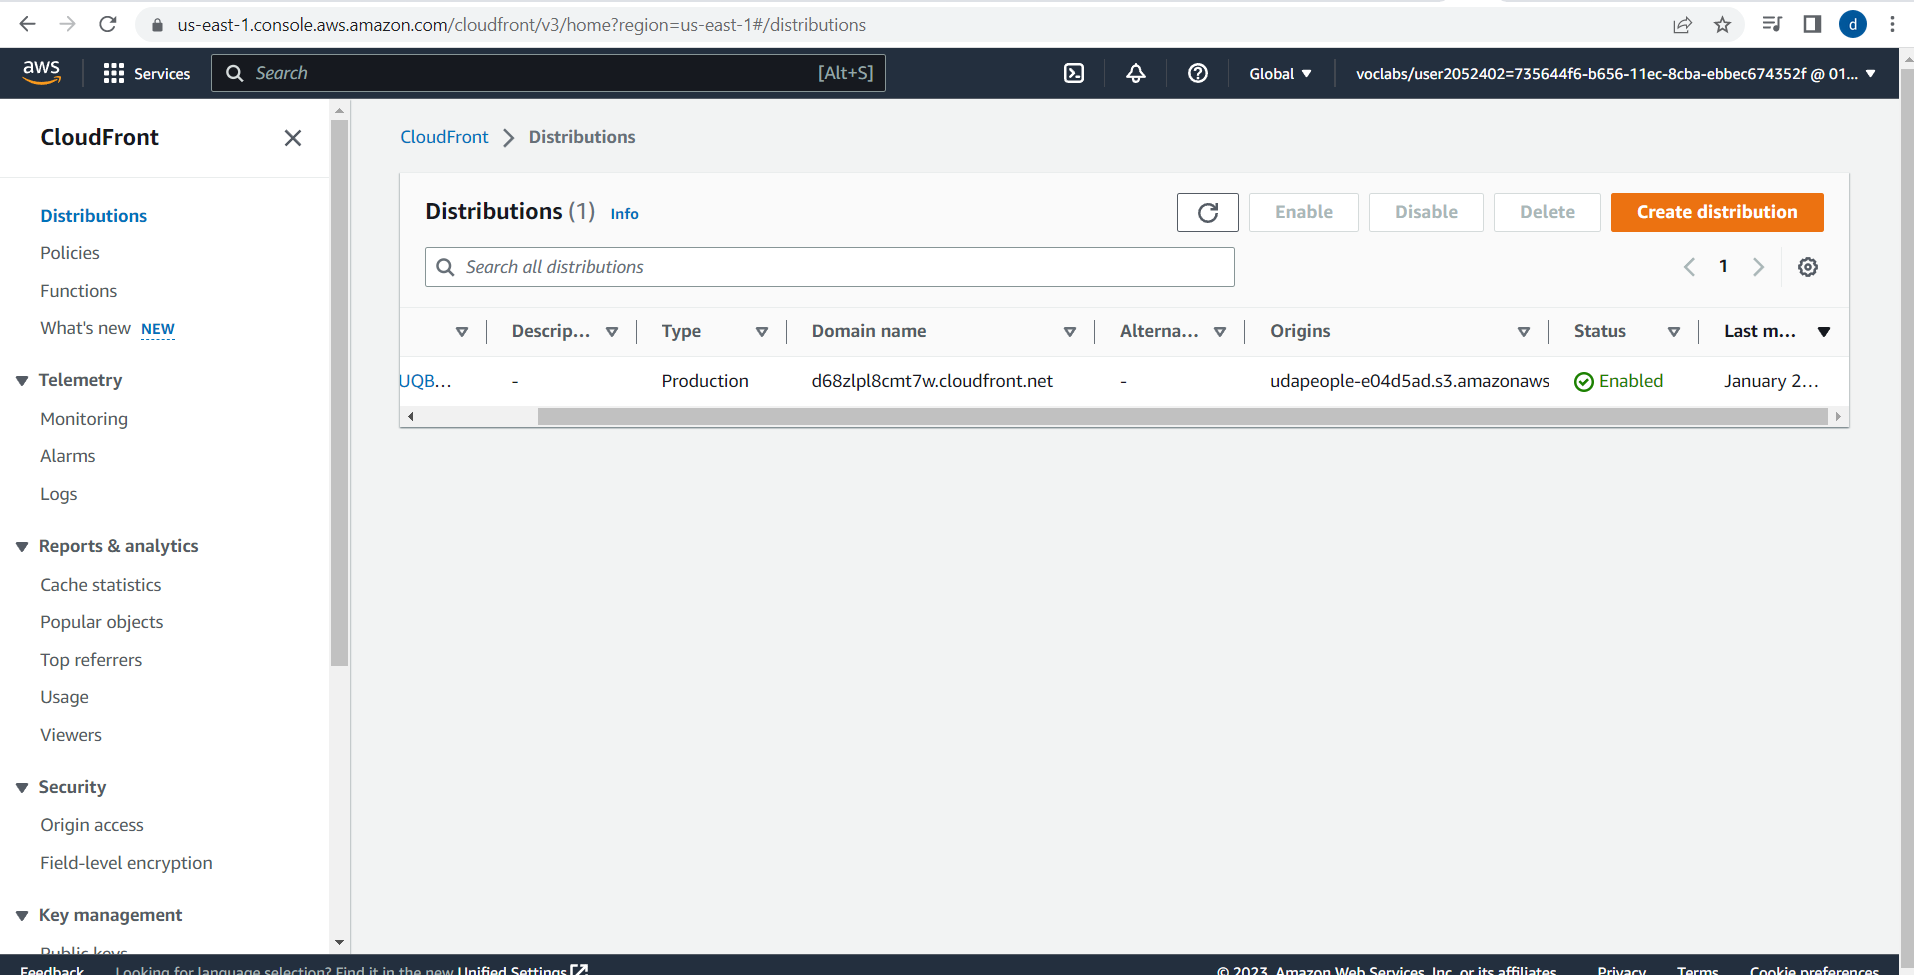 us-east-1.console.aws.amazon.com/cloudfront/v3/home?region=us-east-1#/distributions
d
aws
Services
Search
[Alt+S]
Global
voclabs/user2052402=735644f6-b656-11ec-8cba-ebbec674352f @ 01...
CloudFront
Distributions
Policies
Functions
What's new NEW
Telemetry
Monitoring
Alarms
Logs
Reports & analytics
Cache statistics
Popular objects
Top referrers
Usage
Viewers
Security
Origin access
Field-level encryption
Key management
Public keys
CloudFront > Distributions
Distributions (1) Info
Enable
Disable
Delete
Create distribution
Search all distributions
1
Descrip... Type Domain name Alterna... Origins Status Last m...
UQB... - Production d68zlpl8cmt7w.cloudfront.net - udapeople-e04d5ad.s3.amazonaws Enabled January 2...
Feedback Looking for language selection? Find it in the new Unified Settings
© 2023, Amazon Web Services, Inc. or its affiliates. Privacy Terms Cookie preferences